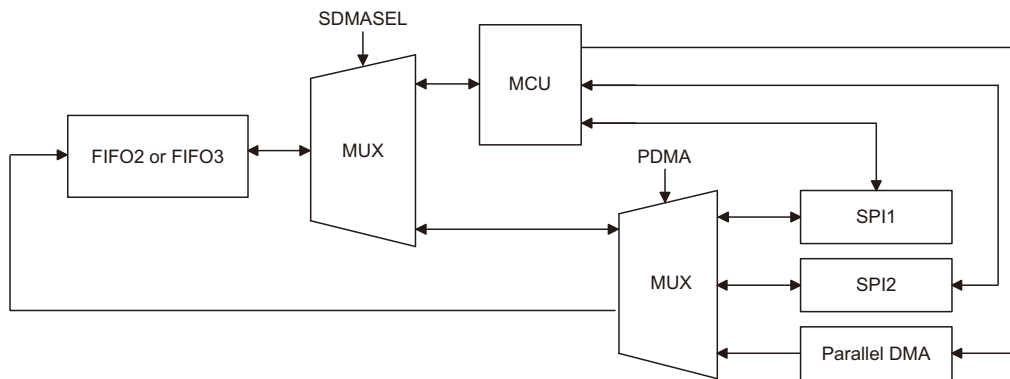 SDMASEL
MCU
FIFO2 or FIFO3
MUX
PDMA
SPI1
MUX
SPI2
Parallel DMA